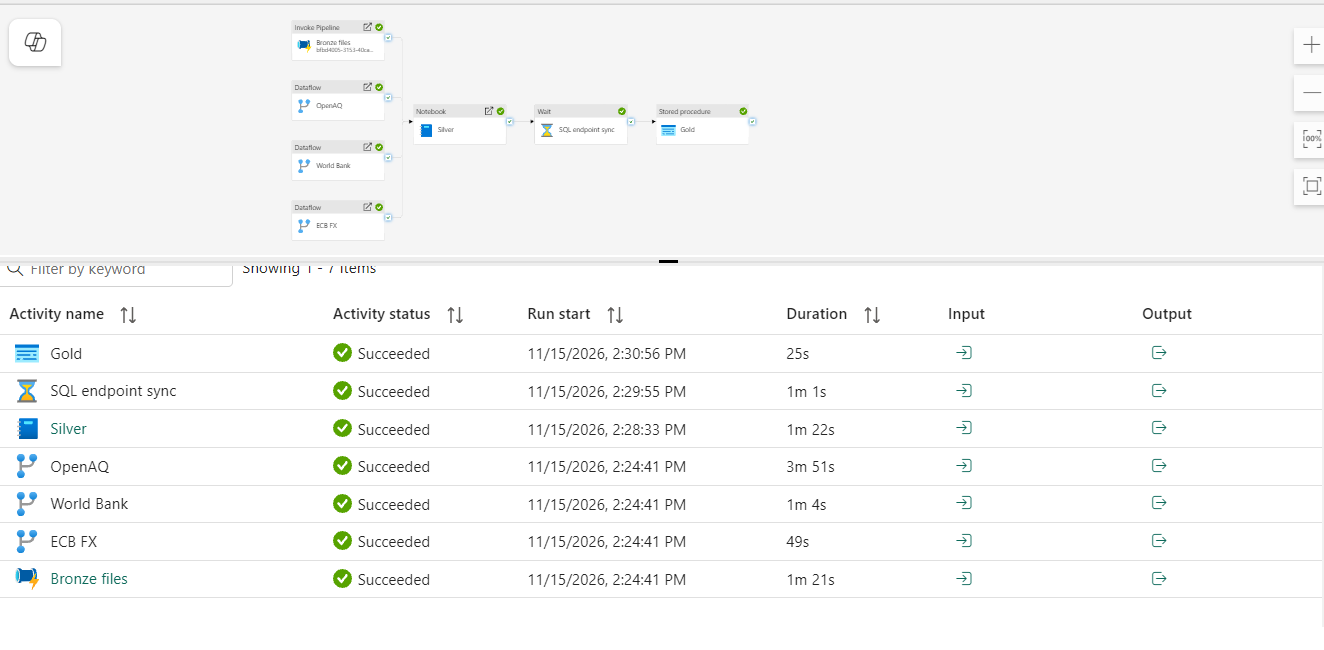 Invoke Pipeline
Bronze files
Dataflow
OpenAQ
Dataflow
World Bank
Dataflow
ECB FX
Notebook
Silver
Wait
SQL endpoint sync
Stored procedure
Gold
100%
Filter by keyword
Showing 1 - 7 items
Activity name Activity status Run start Duration Input Output
Gold Succeeded 11/15/2026, 2:30:56 PM 25s
SQL endpoint sync Succeeded 11/15/2026, 2:29:55 PM 1m 1s
Silver Succeeded 11/15/2026, 2:28:33 PM 1m 22s
OpenAQ Succeeded 11/15/2026, 2:24:41 PM 3m 51s
World Bank Succeeded 11/15/2026, 2:24:41 PM 1m 4s
ECB FX Succeeded 11/15/2026, 2:24:41 PM 49s
Bronze files Succeeded 11/15/2026, 2:24:41 PM 1m 21s